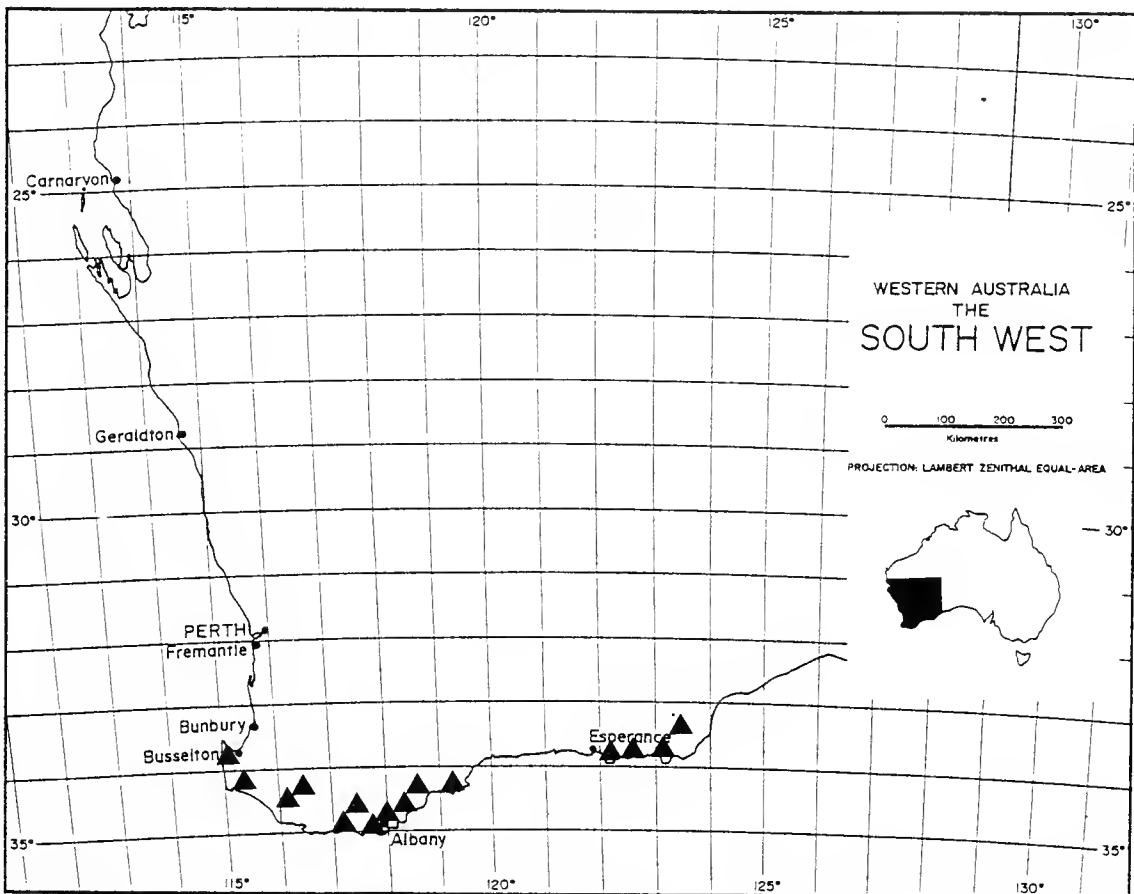 115°
120°
125°
130°
Carnarvon
25°
25°
WESTERN AUSTRALIA
THE
SOUTH WEST
0 100 200 300
Kilometres
Geraldton
PROJECTION: LAMBERT ZENITHAL EQUAL-AREA
30°
30°
PERTH
Fremantle
Bunbury
Esperance
Busselton
Albany
35°
35°
115°
120°
125°
130°